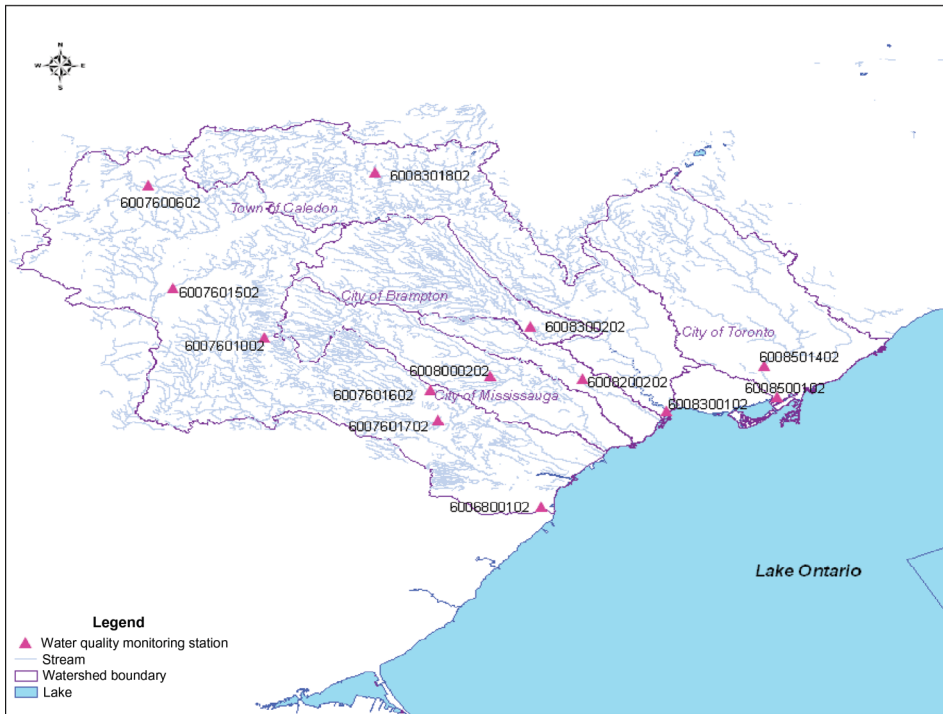 N
W E
S
6008301802
6007600602
Town of Caledon
6007601502
City of Brampton
6008300202
City of Toronto
6007601002
6008501402
6008000202
6008200202
6008500102
6007601602
City of Mississauga
6008300102
6007601702
6006800102
Lake Ontario
Legend
Water quality monitoring station
Stream
Watershed boundary
Lake